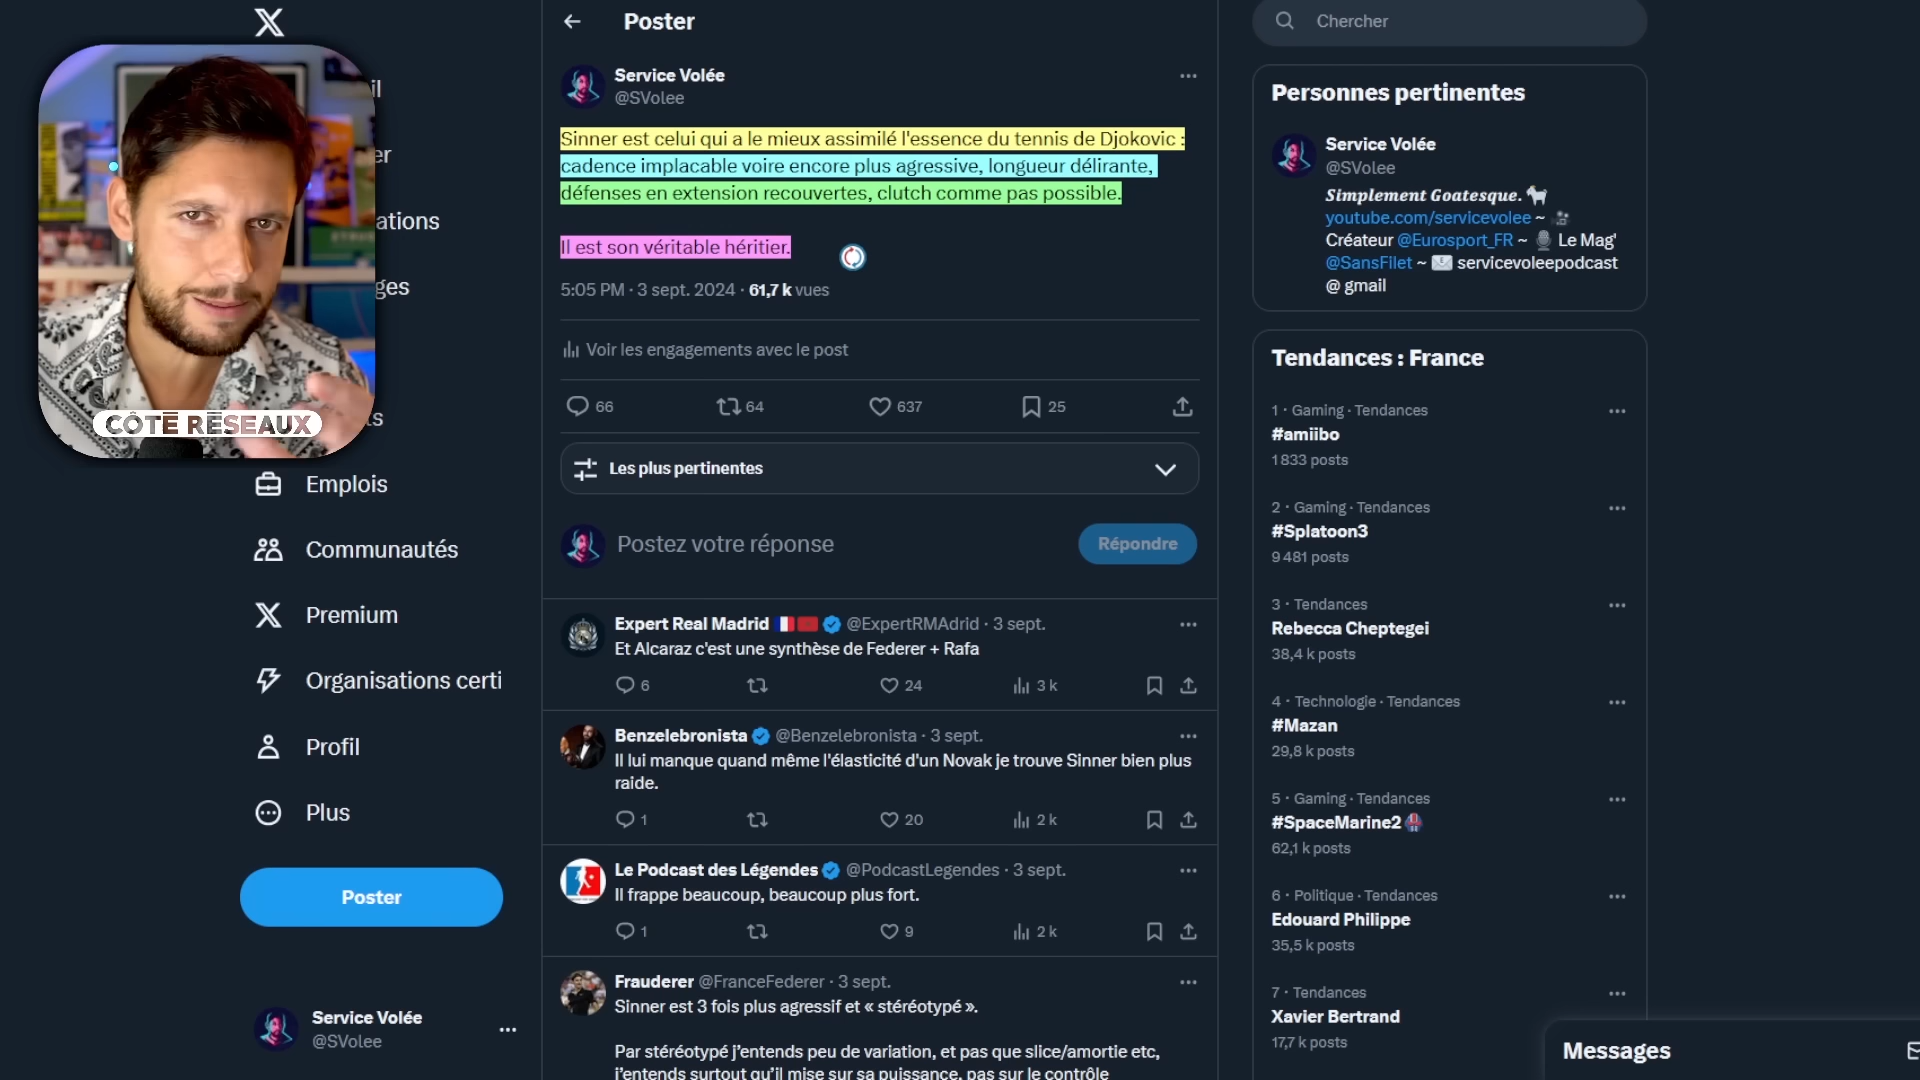 Poster
Chercher
Service Volée
@SVolee
Sinner est celui qui a le mieux assimilé l'essence du tennis de Djokovic :
cadence implacable voire encore plus agressive, longueur délirante,
défenses en extension recouvertes, clutch comme pas possible.
Il est son véritable héritier.
5:05 PM · 3 sept. 2024 · 61,7 k vues
Voir les engagements avec le post
66 64 637 25
Les plus pertinentes
Postez votre réponse
Répondre
Expert Real Madrid @ExpertRMAdrid · 3 sept.
Et Alcaraz c'est une synthèse de Federer + Rafa
6 24 3 k
Benzelebronista @Benzelebronista · 3 sept.
Il lui manque quand même l'élasticité d'un Novak je trouve Sinner bien plus
raide.
1 20 2 k
Le Podcast des Légendes @PodcastLegendes · 3 sept.
Il frappe beaucoup, beaucoup plus fort.
1 9 2 k
Frauderer @FranceFederer · 3 sept.
Sinner est 3 fois plus agressif et « stéréotypé ».
Par stéréotypé j'entends peu de variation, et pas que slice/amortie etc,
j'entends surtout qu'il mise sur sa puissance, pas sur le contrôle
il
er
ations
ges
ts
CÔTÉ RÉSEAUX
Emplois
Communautés
Premium
Organisations certi
Profil
Plus
Poster
Service Volée
@SVolee
Personnes pertinentes
Service Volée
@SVolee
Simplement Goatesque.
youtube.com/servicevolee ~
Créateur @Eurosport_FR ~ Le Mag'
@SansFilet ~ servicevoleepodcast
@ gmail
Tendances : France
1 · Gaming · Tendances
#amiibo
1 833 posts
2 · Gaming · Tendances
#Splatoon3
9 481 posts
3 · Tendances
Rebecca Cheptegei
38,4 k posts
4 · Technologie · Tendances
#Mazan
29,8 k posts
5 · Gaming · Tendances
#SpaceMarine2
62,1 k posts
6 · Politique · Tendances
Edouard Philippe
35,5 k posts
7 · Tendances
Xavier Bertrand
17,7 k posts
Messages